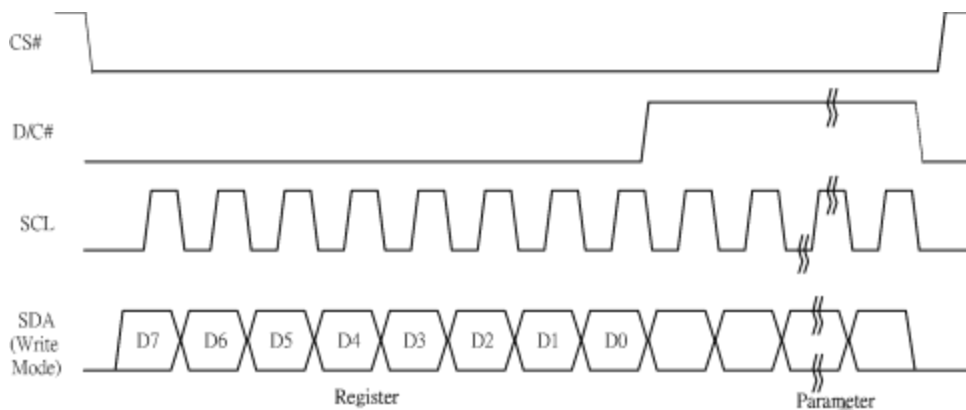 CS#
D/C#
SCL
SDA
(Write
Mode)
D7 D6 D5 D4 D3 D2 D1 D0
Register
Parameter